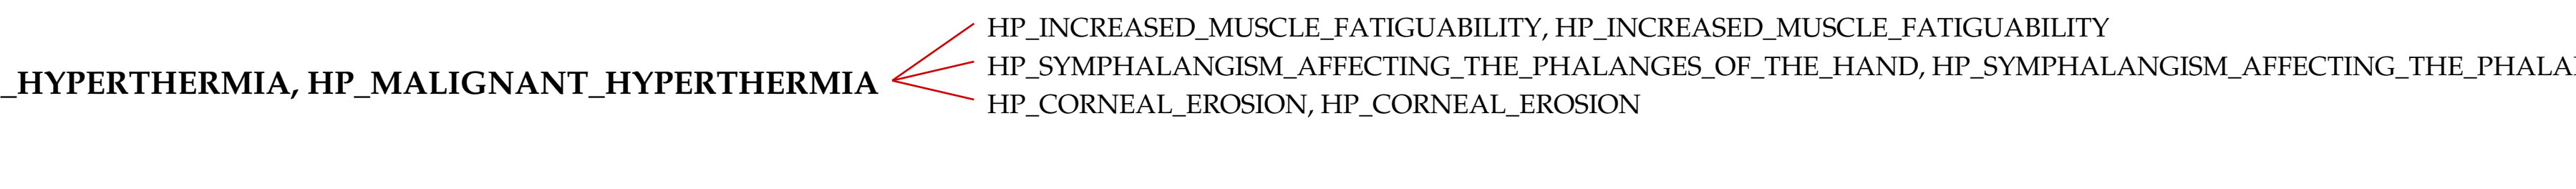 HP_INCREASED_MUSCLE_FATIGUABILITY, HP_INCREASED_MUSCLE_FATIGUABILITY
HP_SYMPHALANGISM_AFFECTING_THE_PHALANGES_OF_THE_HAND, HP_SYMPHALANGISM_AFFECTING_THE_PHALA
_HYPERTHERMIA, HP_MALIGNANT_HYPERTHERMIA
HP_CORNEAL_EROSION, HP_CORNEAL_EROSION